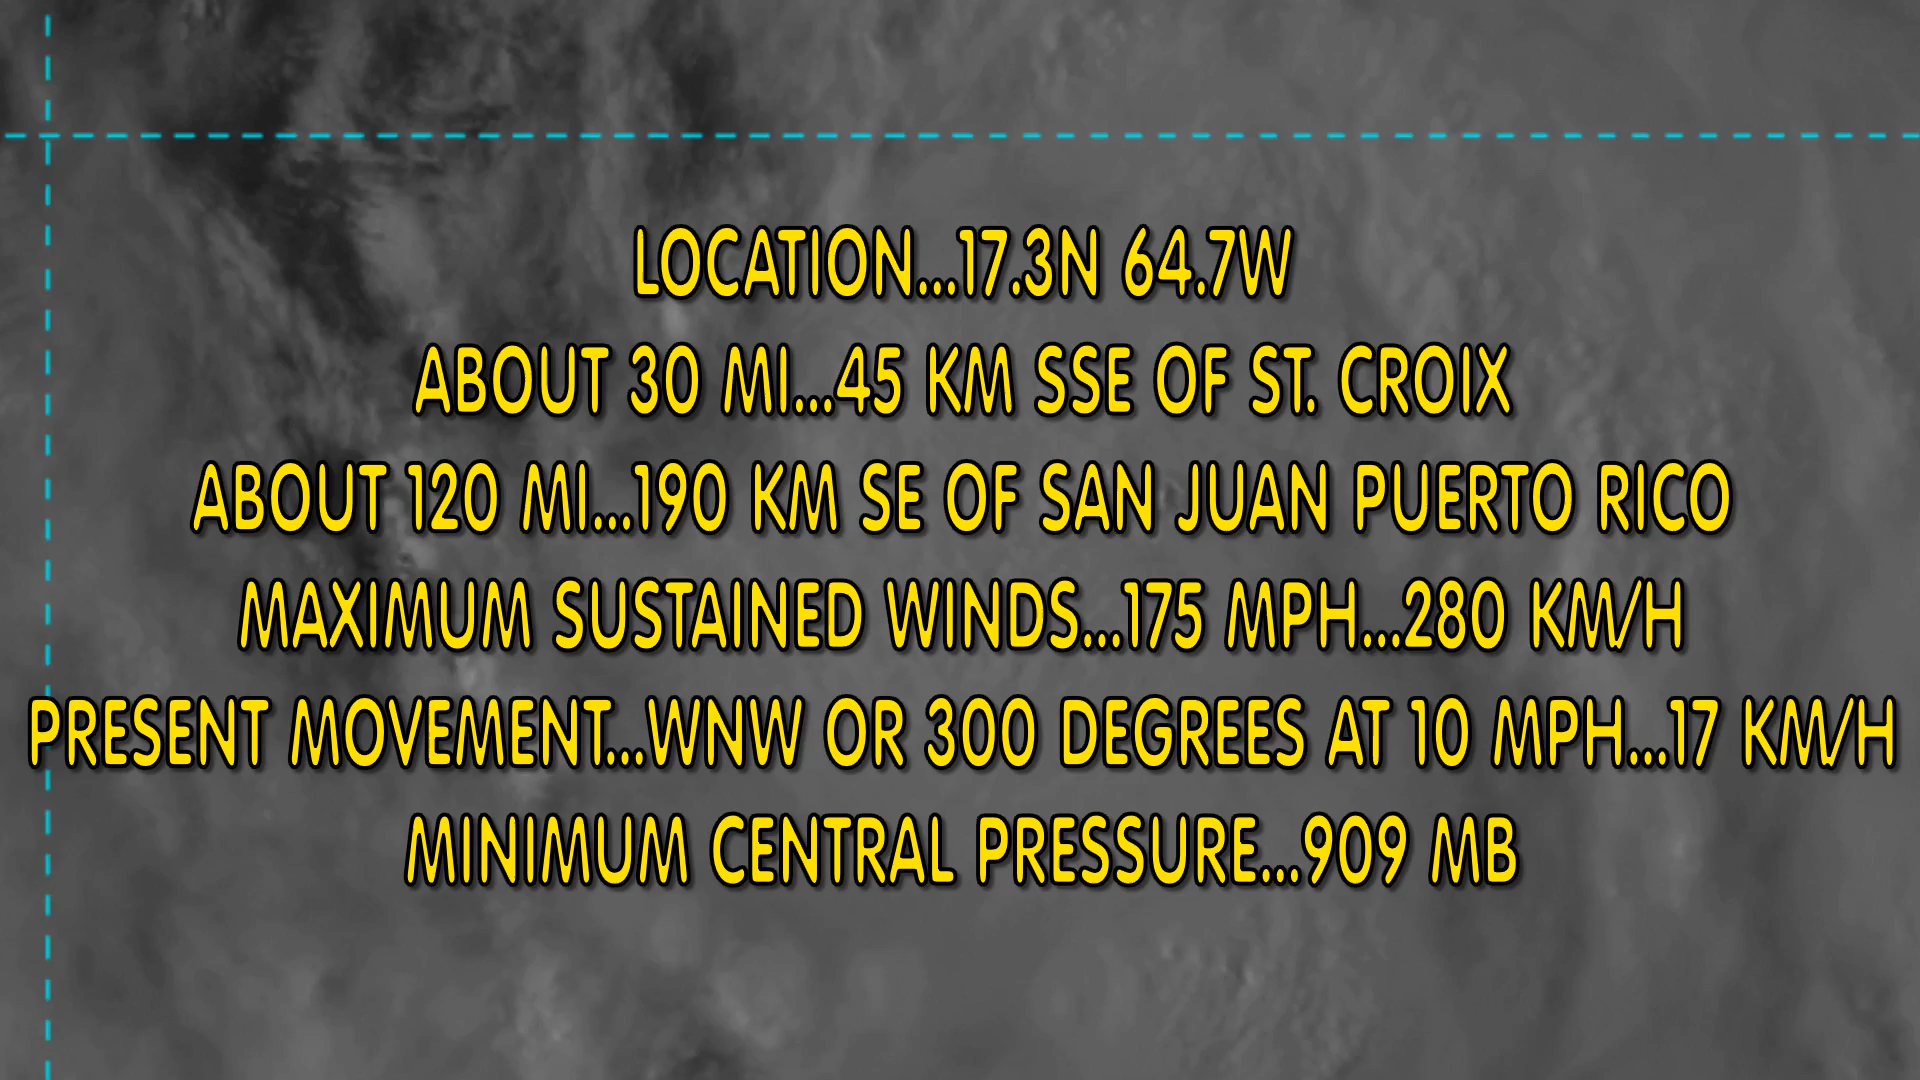 LOCATION...17.3N 64.7W
ABOUT 30 MI...45 KM SSE OF ST. CROIX
ABOUT 120 MI...190 KM SE OF SAN JUAN PUERTO RICO
MAXIMUM SUSTAINED WINDS...175 MPH...280 KM/H
PRESENT MOVEMENT...WNW OR 300 DEGREES AT 10 MPH...17 KM/H
MINIMUM CENTRAL PRESSURE...909 MB